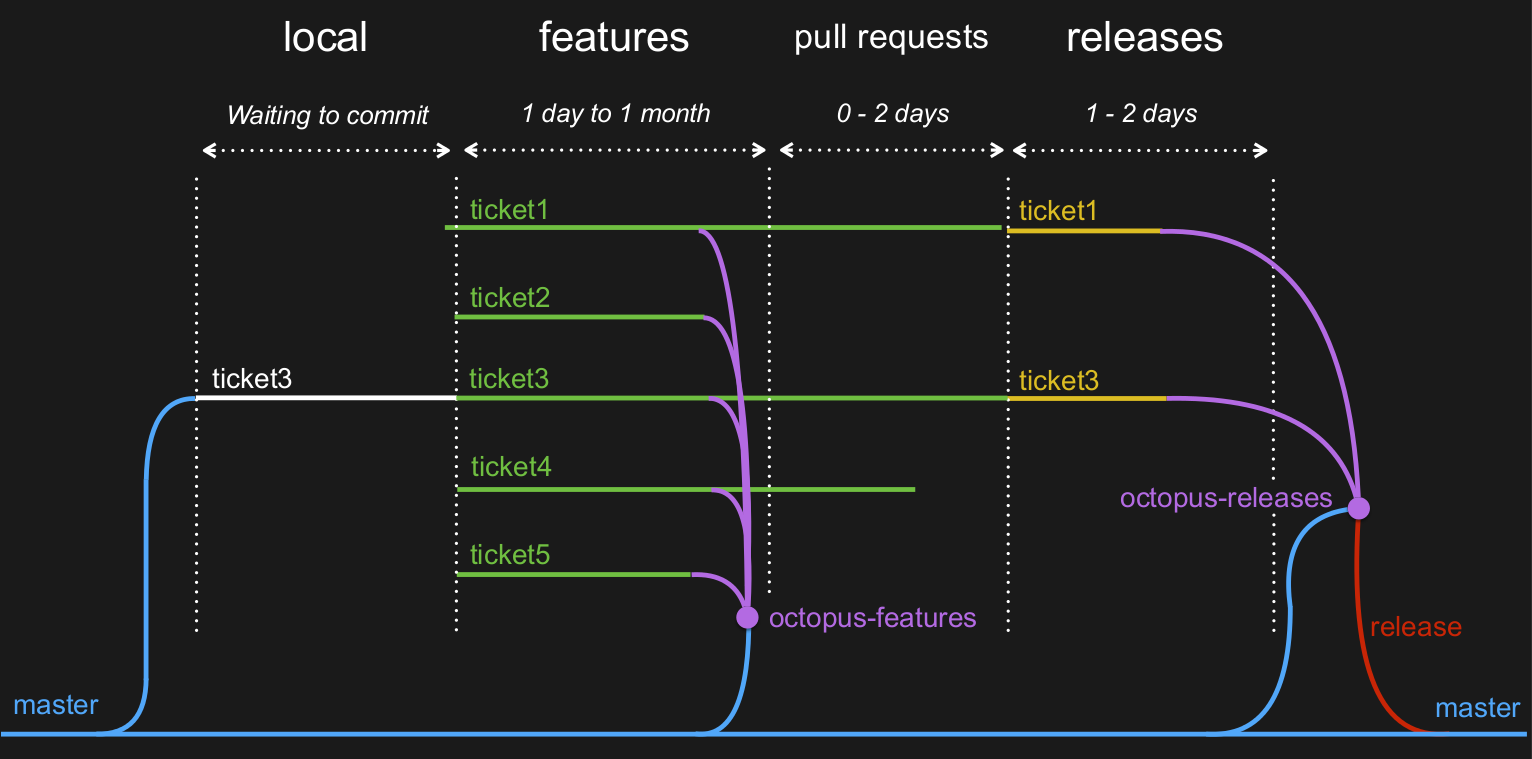 local
features
pull requests
releases
Waiting to commit
1 day to 1 month
0 - 2 days
1 - 2 days
ticket1
ticket1
ticket2
ticket3
ticket3
ticket3
ticket4
octopus-releases
ticket5
octopus-features
release
master
master